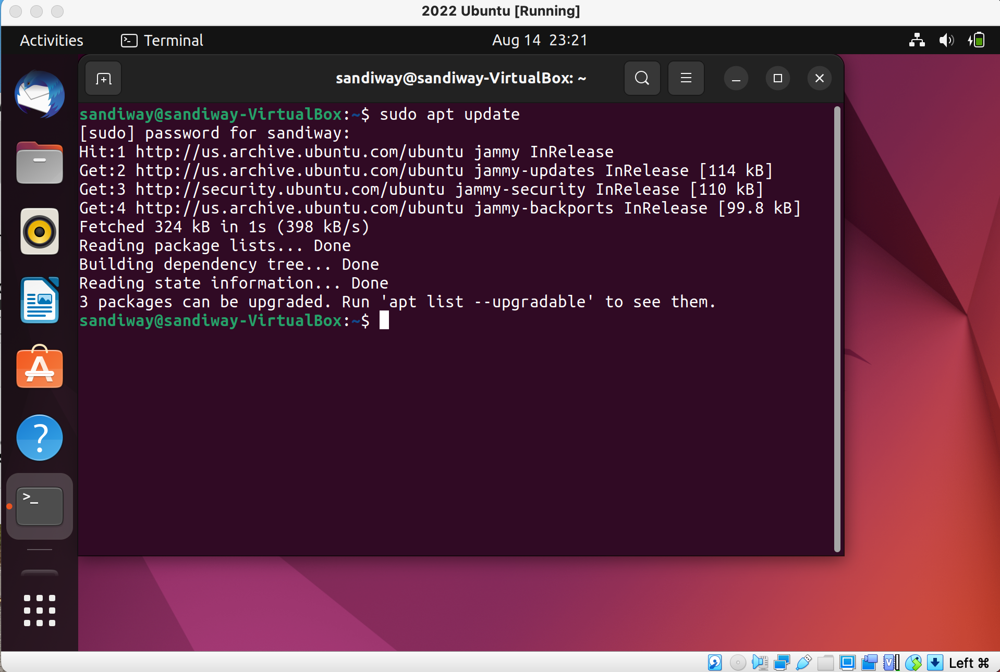 2022 Ubuntu [Running]
Activities
Terminal
Aug 14 23:21
sandiway@sandiway-VirtualBox: ~
sandiway@sandiway-VirtualBox:~$ sudo apt update
[sudo] password for sandiway:
Hit:1 http://us.archive.ubuntu.com/ubuntu jammy InRelease
Get:2 http://us.archive.ubuntu.com/ubuntu jammy-updates InRelease [114 kB]
Get:3 http://security.ubuntu.com/ubuntu jammy-security InRelease [110 kB]
Get:4 http://us.archive.ubuntu.com/ubuntu jammy-backports InRelease [99.8 kB]
Fetched 324 kB in 1s (398 kB/s)
Reading package lists... Done
Building dependency tree... Done
Reading state information... Done
3 packages can be upgraded. Run 'apt list --upgradable' to see them.
sandiway@sandiway-VirtualBox:~$
Left ⌘